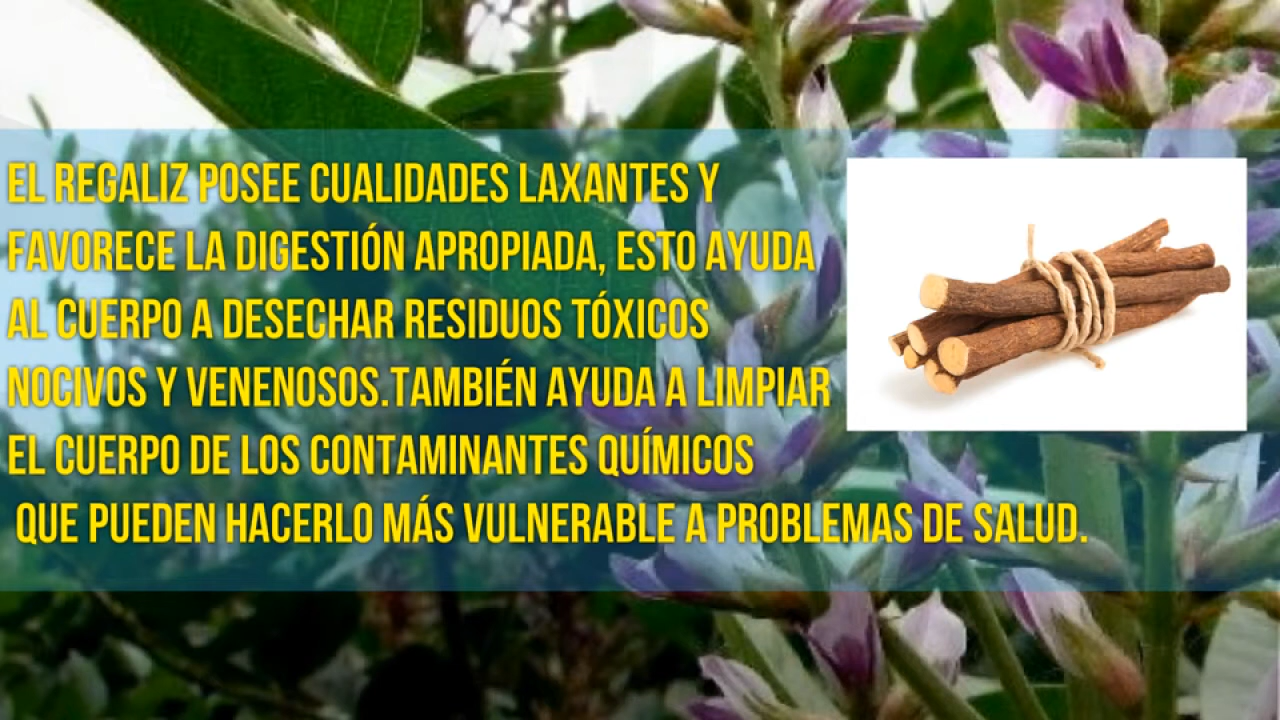 EL REGALIZ POSEE CUALIDADES LAXANTES Y
FAVORECE LA DIGESTIÓN APROPIADA, ESTO AYUDA
AL CUERPO A DESECHAR RESIDUOS TÓXICOS
NOCIVOS Y VENENOSOS.TAMBIÉN AYUDA A LIMPIAR
EL CUERPO DE LOS CONTAMINANTES QUÍMICOS
QUE PUEDEN HACERLO MÁS VULNERABLE A PROBLEMAS DE SALUD.